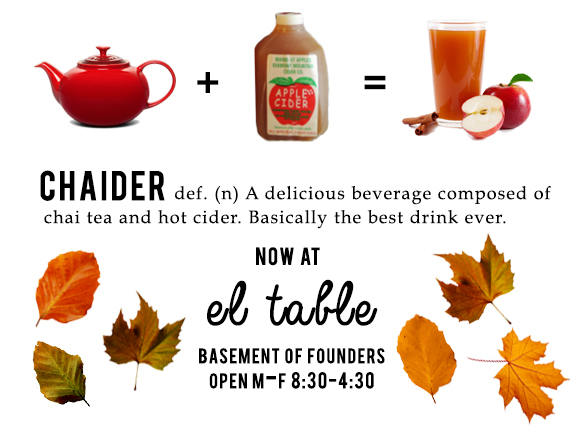 +
=
APPLE
CIDER
CHAIDER def. (n) A delicious beverage composed of
chai tea and hot cider. Basically the best drink ever.
NOW AT
el table
BASEMENT OF FOUNDERS
OPEN M-F 8:30-4:30